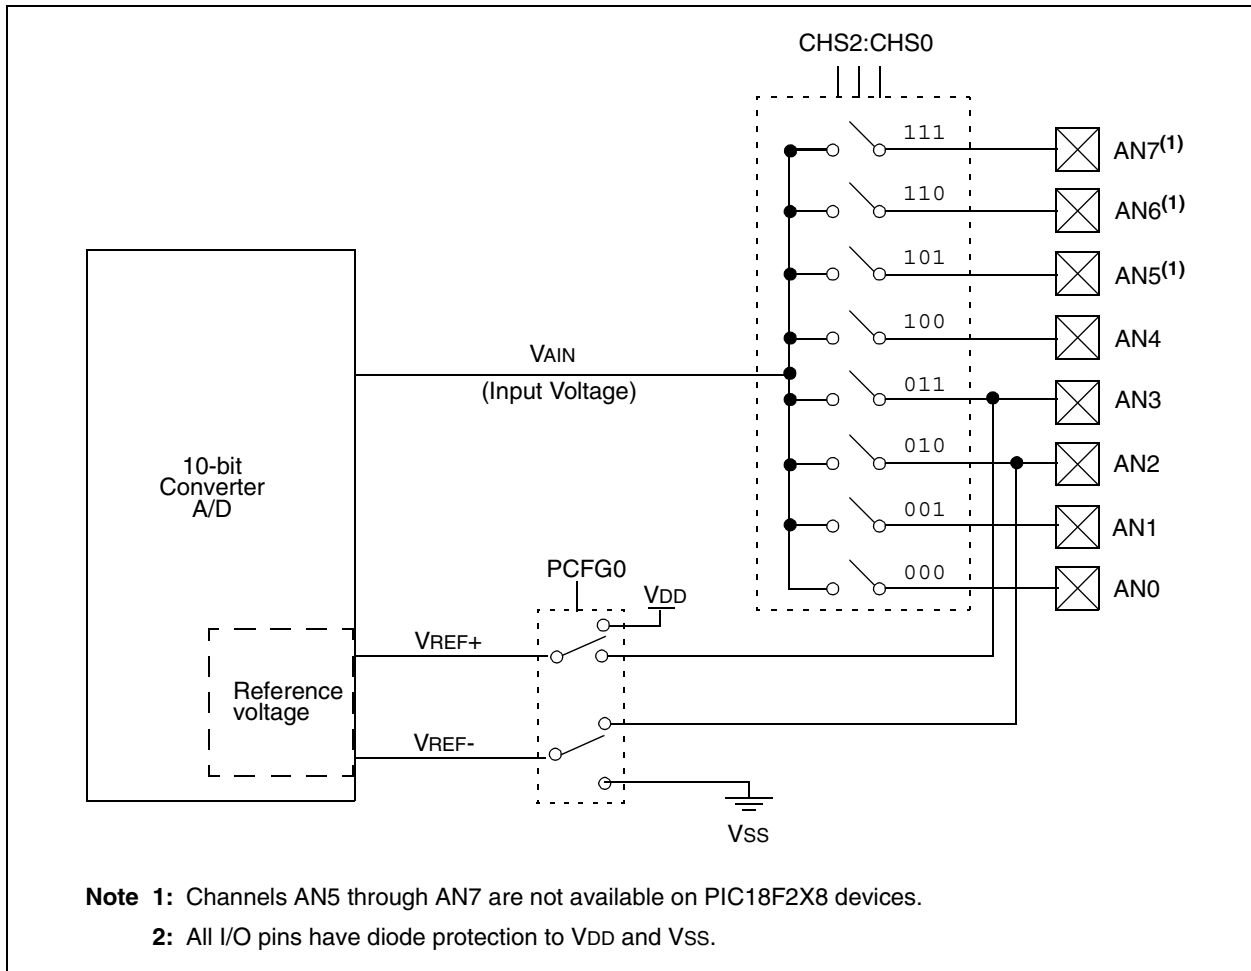 CHS2:CHS0
111
AN7(1)
110
AN6(1)
101
AN5(1)
100
AN4
VAIN
(Input Voltage)
011
AN3
010
AN2
10-bit
Converter
A/D
001
AN1
000
AN0
PCFG0
VDD
VREF+
Reference
voltage
VREF-
VSS
Note 1: Channels AN5 through AN7 are not available on PIC18F2X8 devices.
2: All I/O pins have diode protection to VDD and VSS.